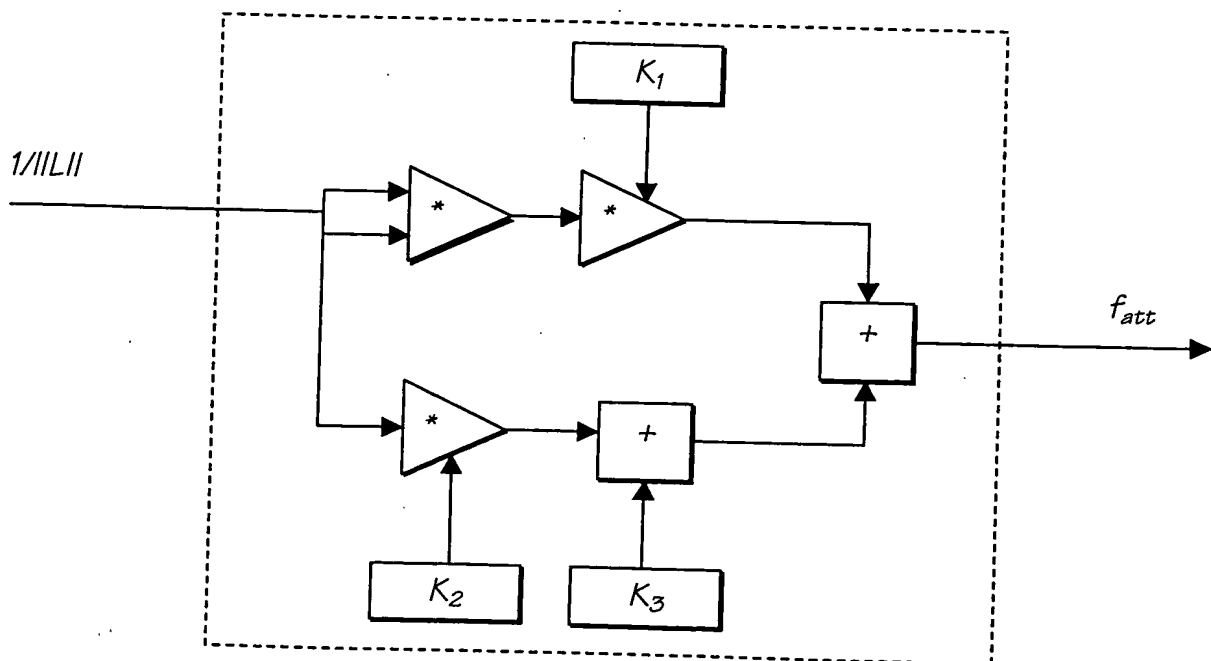 K₁
1/||L||
*
*
+
f_att
*
+
K₂
K₃